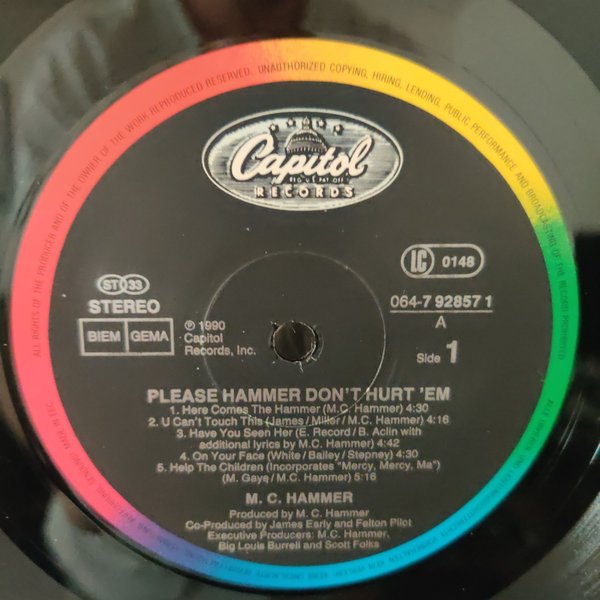 ALL RIGHTS OF THE PRODUCER AND OF THE OWNER OF THE WORK REPRODUCED RESERVED. UNAUTHORIZED COPYING, HIRING, LENDING, PUBLIC PERFORMANCE AND BROADCASTING OF THE RECORD PROHIBITED
Capitol
RECORDS
LC 0148
ST 33
STEREO
064-7 92857 1
BIEM GEMA
A
℗ 1990
Capitol
Records, Inc.
Side 1
PLEASE HAMMER DON'T HURT 'EM
1. Here Comes The Hammer (M.C. Hammer) 4:30
2. U Can't Touch This (James / Miller / M.C. Hammer) 4:16
3. Have You Seen Her (E. Record / B. Aclin with
additional lyrics by M.C. Hammer) 4:42
4. On Your Face (White / Bailey / Stepney) 4:30
5. Help The Children (Incorporates "Mercy, Mercy, Ma")
(M. Gaye / M.C. Hammer) 5:16
M. C. HAMMER
Produced by M. C. Hammer
Co-Produced by James Early and Felton Pilot
Executive Producers: M.C. Hammer,
Big Louis Burrell and Scott Folks